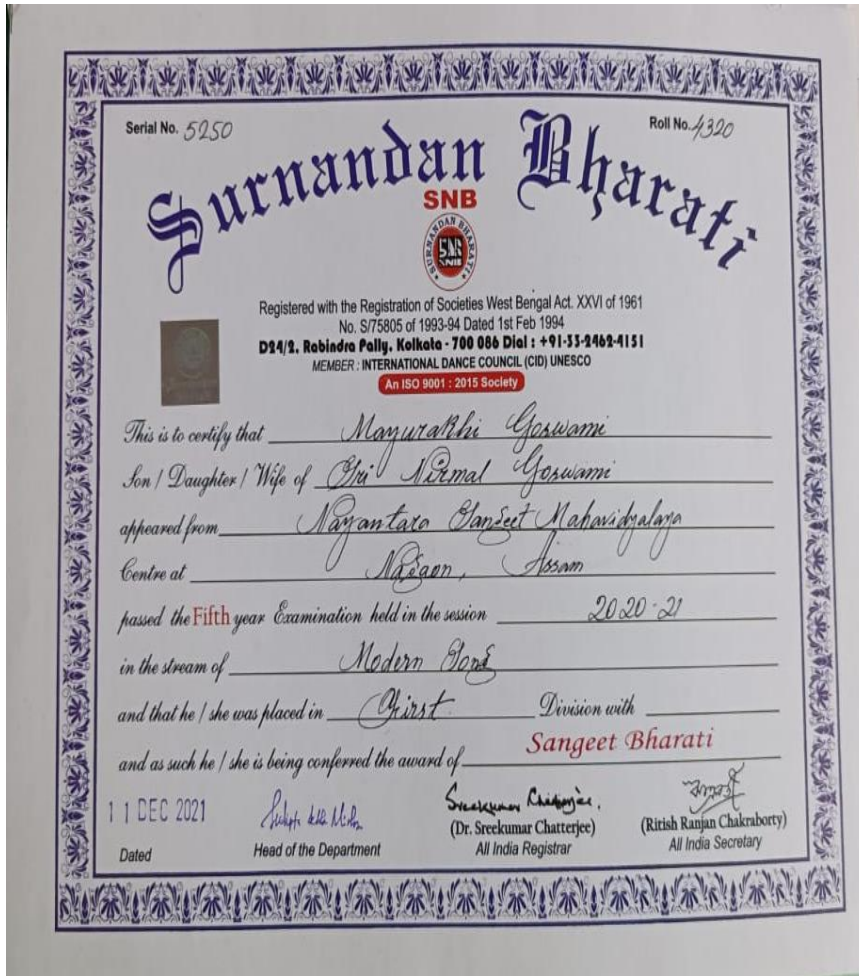 Serial No. 5250 Roll No. 4320
Surnandan Bharati
SNB
SURNANDAN BHARATI
SNB
Registered with the Registration of Societies West Bengal Act. XXVI of 1961
No. S/75805 of 1993-94 Dated 1st Feb 1994
D24/2. Rabindra Pally, Kolkata - 700 086 Dial : +91-33-2462-4151
MEMBER : INTERNATIONAL DANCE COUNCIL (CID) UNESCO
An ISO 9001 : 2015 Society
This is to certify that Mayurakhi Goswami
Son / Daughter / Wife of Shri Nirmal Goswami
appeared from Nayantara Sangeet Mahavidyalaya
Centre at Nagaon, Assam
passed the Fifth year Examination held in the session 2020-21
in the stream of Modern Song
and that he / she was placed in First Division with
and as such he / she is being conferred the award of Sangeet Bharati
11 DEC 2021
Sreekumar Chatterjee.
(Dr. Sreekumar Chatterjee) (Ritish Ranjan Chakraborty)
Dated Head of the Department All India Registrar All India Secretary